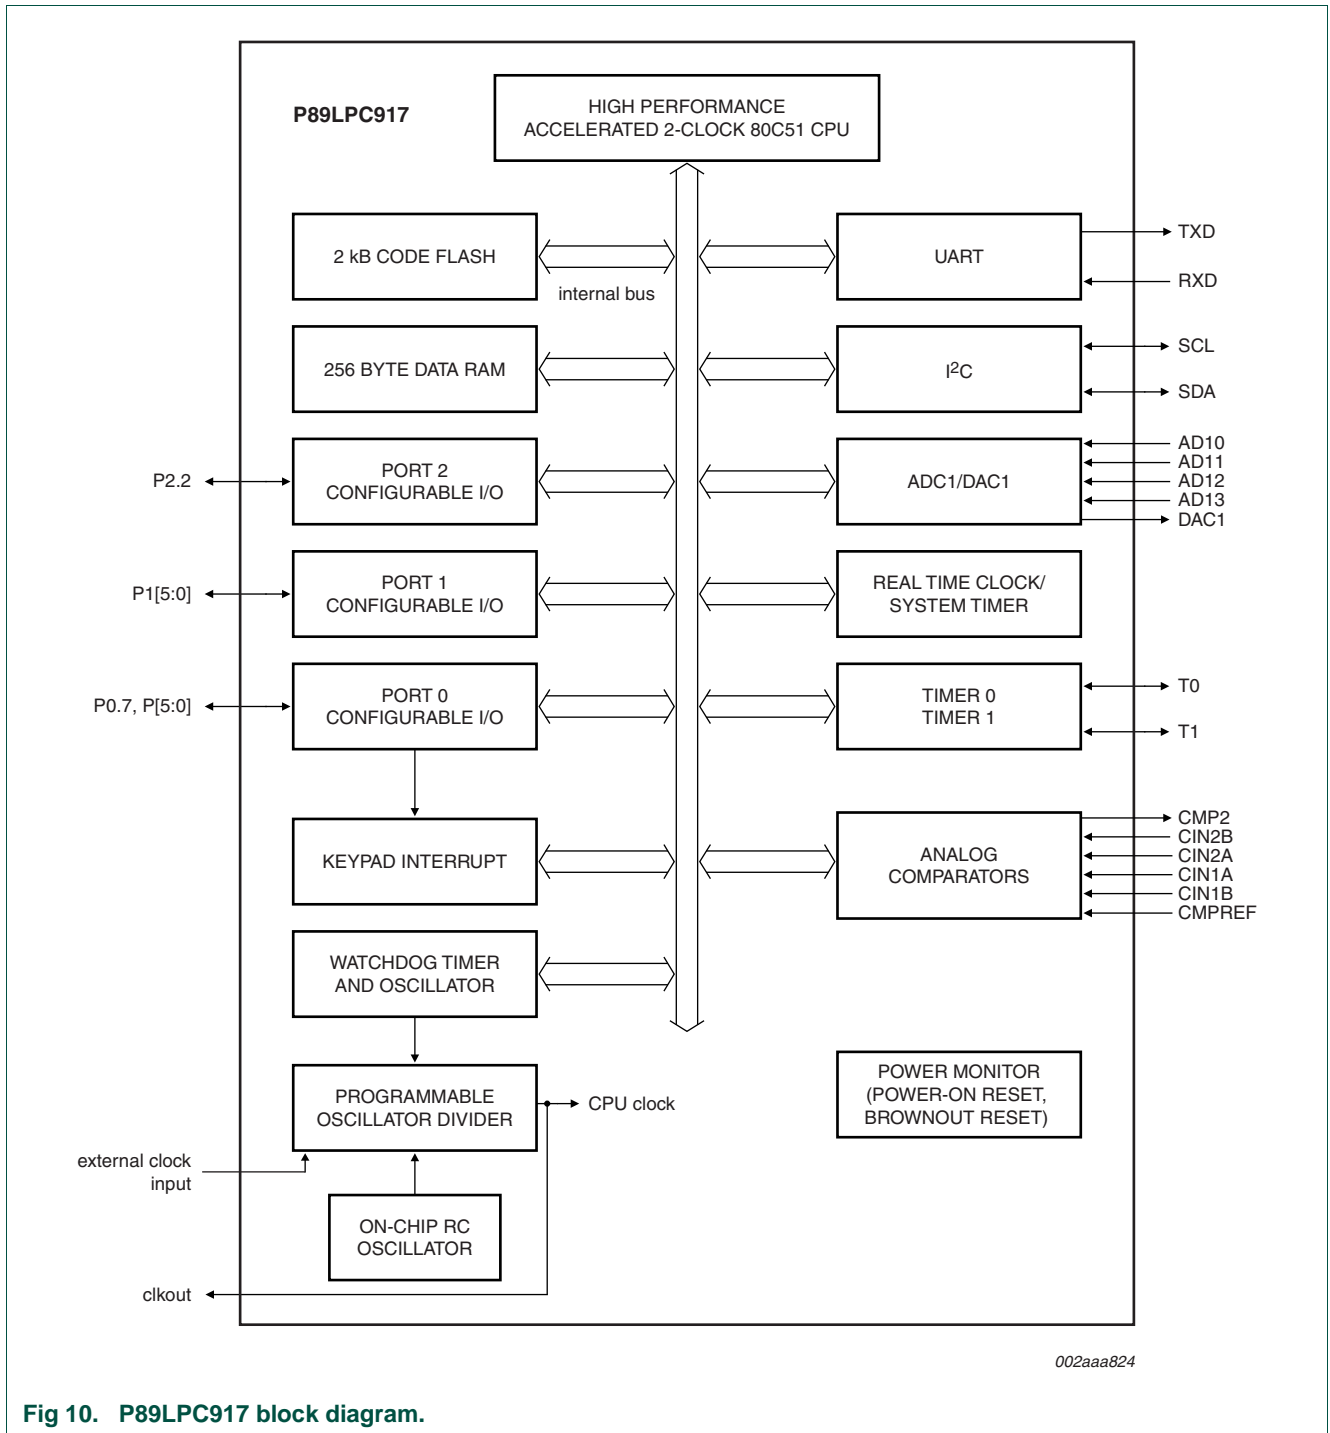 P89LPC917
HIGH PERFORMANCE
ACCELERATED 2-CLOCK 80C51 CPU
2 kB CODE FLASH
internal bus
256 BYTE DATA RAM
P2.2
PORT 2
CONFIGURABLE I/O
P1[5:0]
PORT 1
CONFIGURABLE I/O
P0.7, P[5:0]
PORT 0
CONFIGURABLE I/O
KEYPAD INTERRUPT
WATCHDOG TIMER
AND OSCILLATOR
PROGRAMMABLE
OSCILLATOR DIVIDER
CPU clock
external clock
input
ON-CHIP RC
OSCILLATOR
clkout
UART
TXD
RXD
I²C
SCL
SDA
ADC1/DAC1
AD10
AD11
AD12
AD13
DAC1
REAL TIME CLOCK/
SYSTEM TIMER
TIMER 0
TIMER 1
T0
T1
ANALOG
COMPARATORS
CMP2
CIN2B
CIN2A
CIN1A
CIN1B
CMPREF
POWER MONITOR
(POWER-ON RESET,
BROWNOUT RESET)
002aaa824
Fig 10. P89LPC917 block diagram.